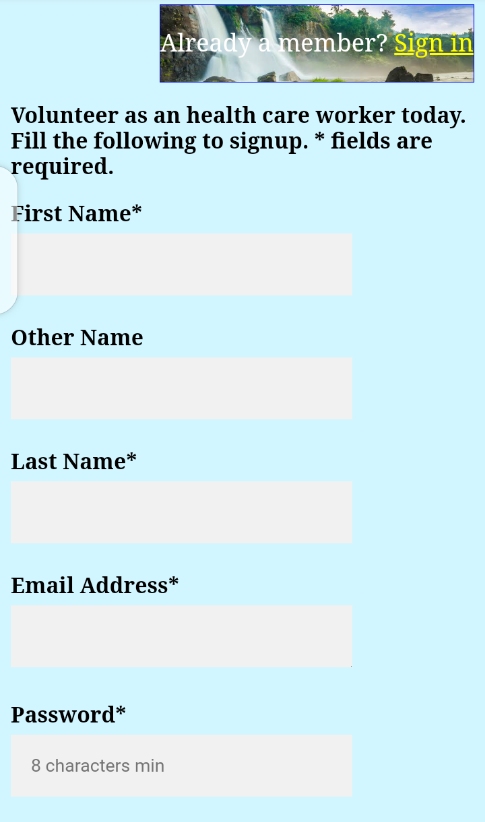 Already a member? Sign in
Volunteer as an health care worker today.
Fill the following to signup. * fields are
required.
First Name*
Other Name
Last Name*
Email Address*
Password*
8 characters min